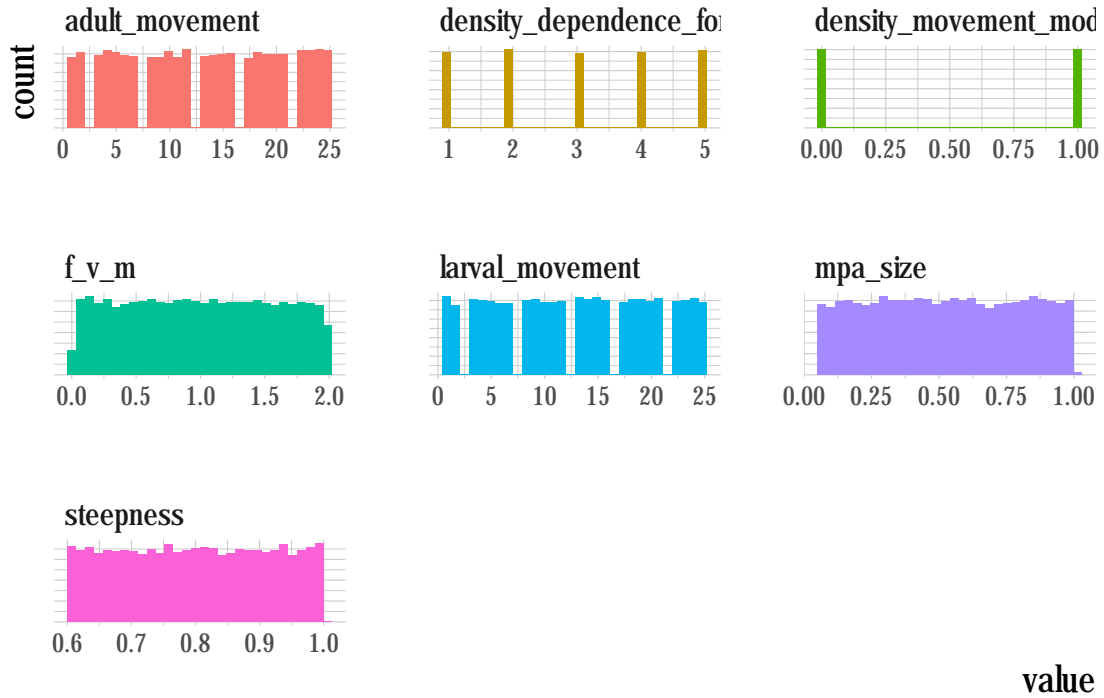 adult_movement density_dependence_for density_movement_mod
count
0 5 10 15 20 25 1 2 3 4 5 0.00 0.25 0.50 0.75 1.00
f_v_m larval_movement mpa_size
0.0 0.5 1.0 1.5 2.0 0 5 10 15 20 25 0.00 0.25 0.50 0.75 1.00
steepness
0.6 0.7 0.8 0.9 1.0
value